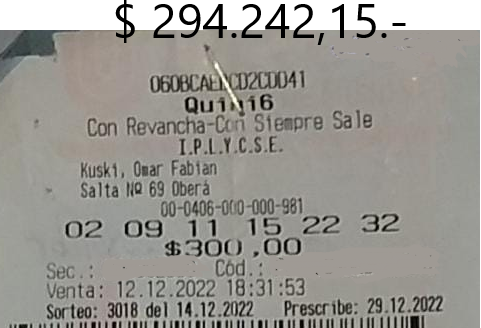 $ 294.242,15.-
Quini6
Con Revancha-Con Siempre Sale
I.P.L.Y.C.S.E.
Kuski, Omar Fabian
Salta Nº 69 Oberá
00-0406-000-000-981
02 09 11 15 22 32
$300,00
Sec.: Cód.:
Venta: 12.12.2022 18:31:53
Sorteo: 3018 del 14.12.2022 Prescribe: 29.12.2022